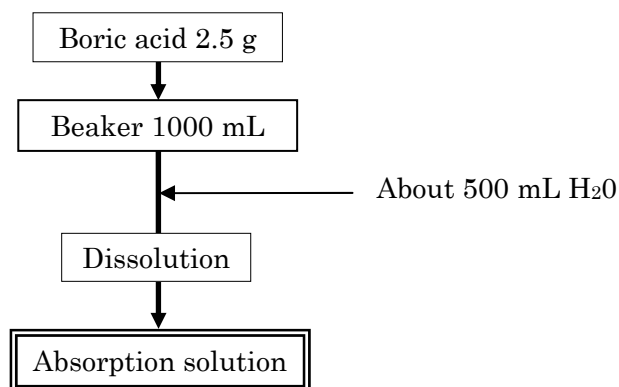 Boric acid 2.5 g
Beaker 1000 mL
About 500 mL H₂0
Dissolution
Absorption solution